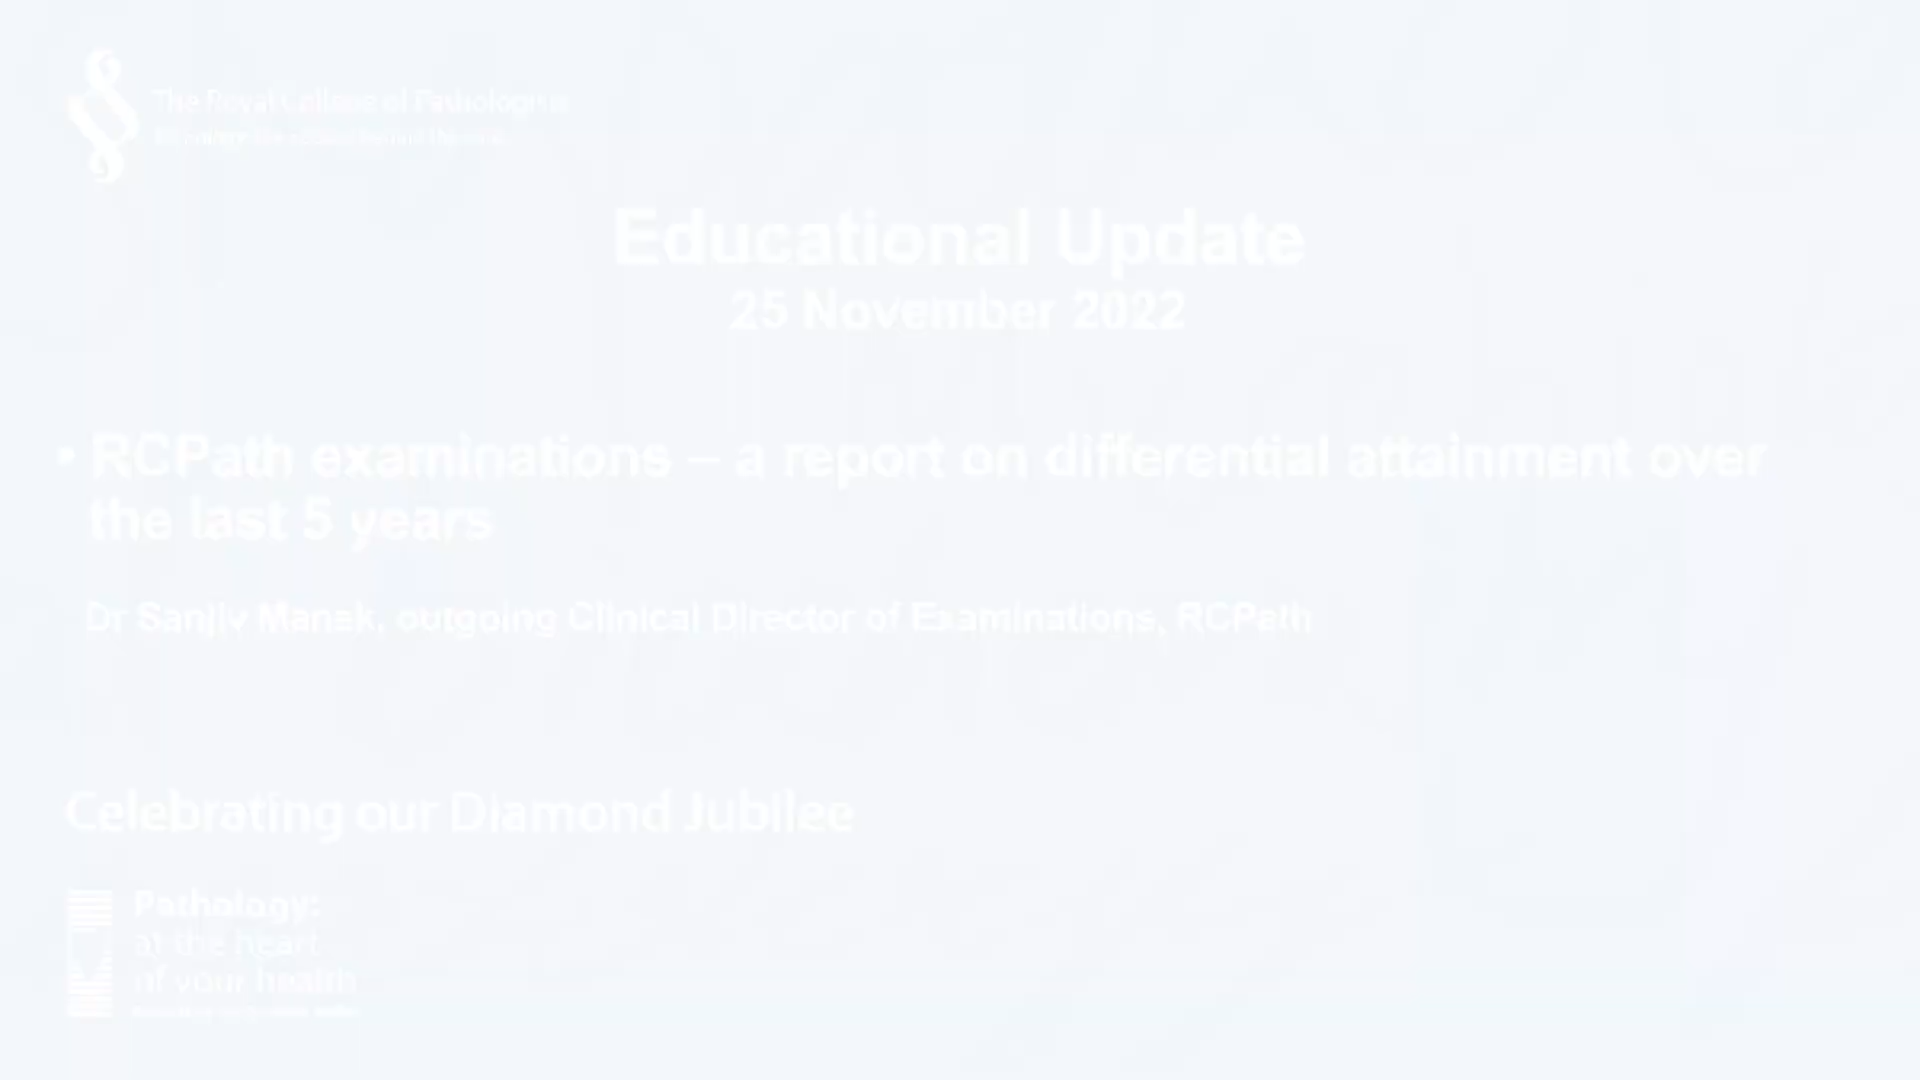 The Royal College of Pathologists
Educational Update
25 November 2022
• RCPath examinations – a report on differential attainment over
the last 5 years
Dr Sanjiv Manek, outgoing Clinical Director of Examinations, RCPath
Celebrating our Diamond Jubilee
Pathology:
at the heart
of your health